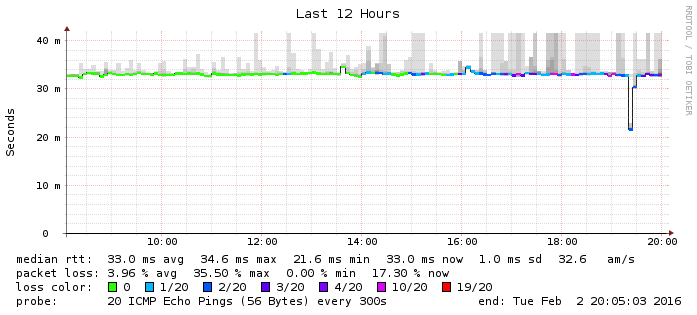 Last 12 Hours
RRDTOOL / TOBI OETIKER
Seconds
40 m
30 m
20 m
10 m
0
10:00 12:00 14:00 16:00 18:00 20:00
median rtt: 33.0 ms avg 34.6 ms max 21.6 ms min 33.0 ms now 1.0 ms sd 32.6 am/s
packet loss: 3.96 % avg 35.50 % max 0.00 % min 17.30 % now
loss color: 0 1/20 2/20 3/20 4/20 10/20 19/20
probe: 20 ICMP Echo Pings (56 Bytes) every 300s end: Tue Feb 2 20:05:03 2016